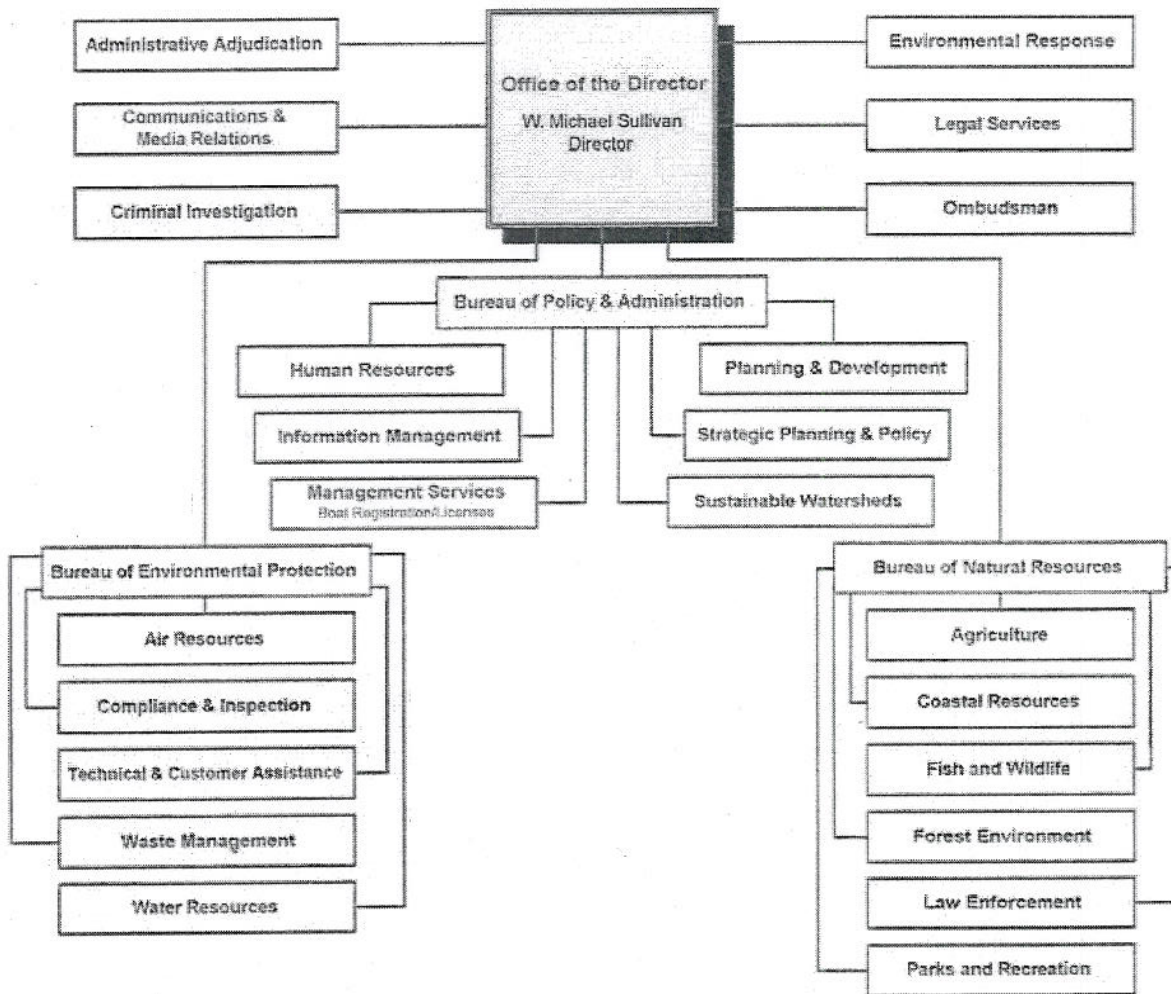 Administrative Adjudication
Communications &
Media Relations
Criminal Investigation
Office of the Director
W. Michael Sullivan
Director
Environmental Response
Legal Services
Ombudsman
Bureau of Policy & Administration
Human Resources
Information Management
Management Services
Boat Registration/Licenses
Planning & Development
Strategic Planning & Policy
Sustainable Watersheds
Bureau of Environmental Protection
Air Resources
Compliance & Inspection
Technical & Customer Assistance
Waste Management
Water Resources
Bureau of Natural Resources
Agriculture
Coastal Resources
Fish and Wildlife
Forest Environment
Law Enforcement
Parks and Recreation